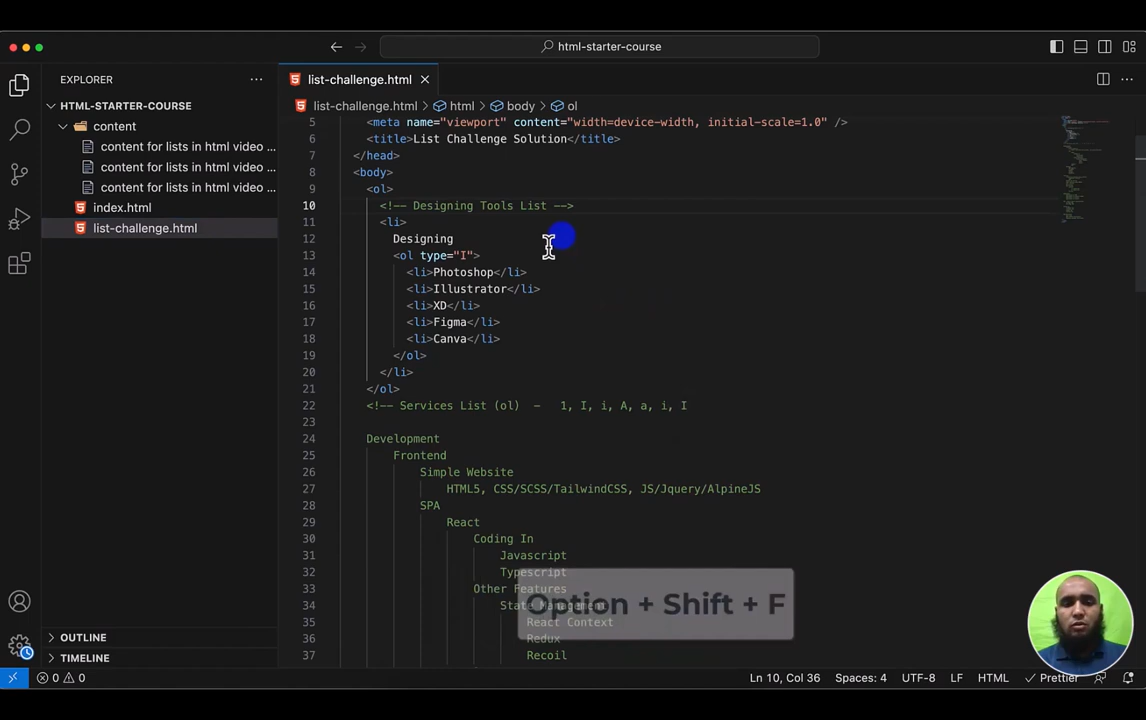 html-starter-course
EXPLORER
list-challenge.html
HTML-STARTER-COURSE
list-challenge.html
html
body
ol
content
content for lists in html video ...
content for lists in html video ...
content for lists in html video ...
index.html
list-challenge.html
5 <meta name="viewport" content="width=device-width, initial-scale=1.0" />
6 <title>List Challenge Solution</title>
7 </head>
8 <body>
9 <ol>
10 <!-- Designing Tools List -->
11 <li>
12 Designing
13 <ol type="I">
14 <li>Photoshop</li>
15 <li>Illustrator</li>
16 <li>XD</li>
17 <li>Figma</li>
18 <li>Canva</li>
19 </ol>
20 </li>
21 </ol>
22 <!-- Services List (ol) – 1, I, i, A, a, i, I
23
24 Development
25 Frontend
26 Simple Website
27 HTML5, CSS/SCSS/TailwindCSS, JS/Jquery/AlpineJS
28 SPA
29 React
30 Coding In
31 Javascript
32 Typescript
33 Other Features
34 State Management
35 React Context
36 Redux
37 Recoil
Option + Shift + F
OUTLINE
TIMELINE
0 0
Ln 10, Col 36
Spaces: 4
UTF-8
LF
HTML
Prettier